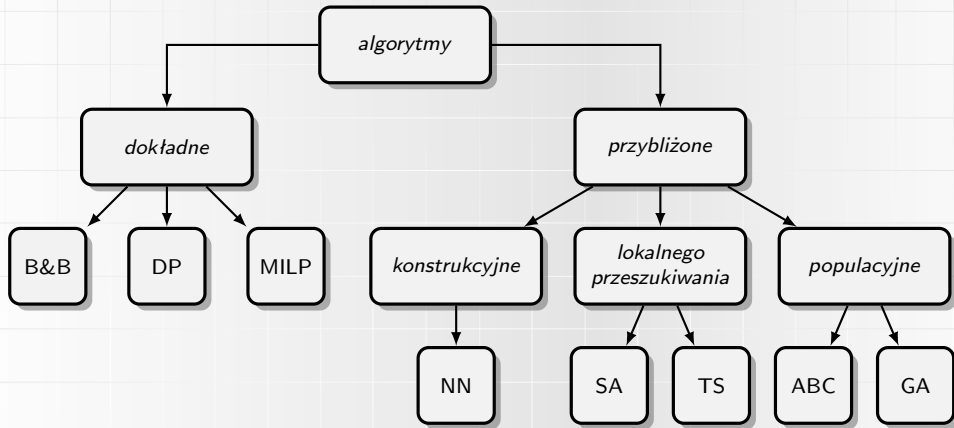 algorytmy
dokładne
przybliżone
B&B
DP
MILP
konstrukcyjne
lokalnego
przeszukiwania
populacyjne
NN
SA
TS
ABC
GA